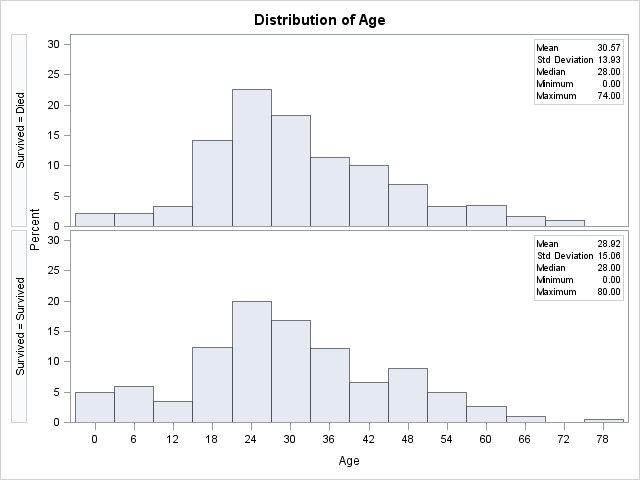 Distribution of Age
Survived = Died
30
25
20
15
10
5
0
Mean 30.57
Std Deviation 13.93
Median 28.00
Minimum 0.00
Maximum 74.00
Percent
Survived = Survived
30
25
20
15
10
5
0
Mean 28.92
Std Deviation 15.06
Median 28.00
Minimum 0.00
Maximum 80.00
0 6 12 18 24 30 36 42 48 54 60 66 72 78
Age